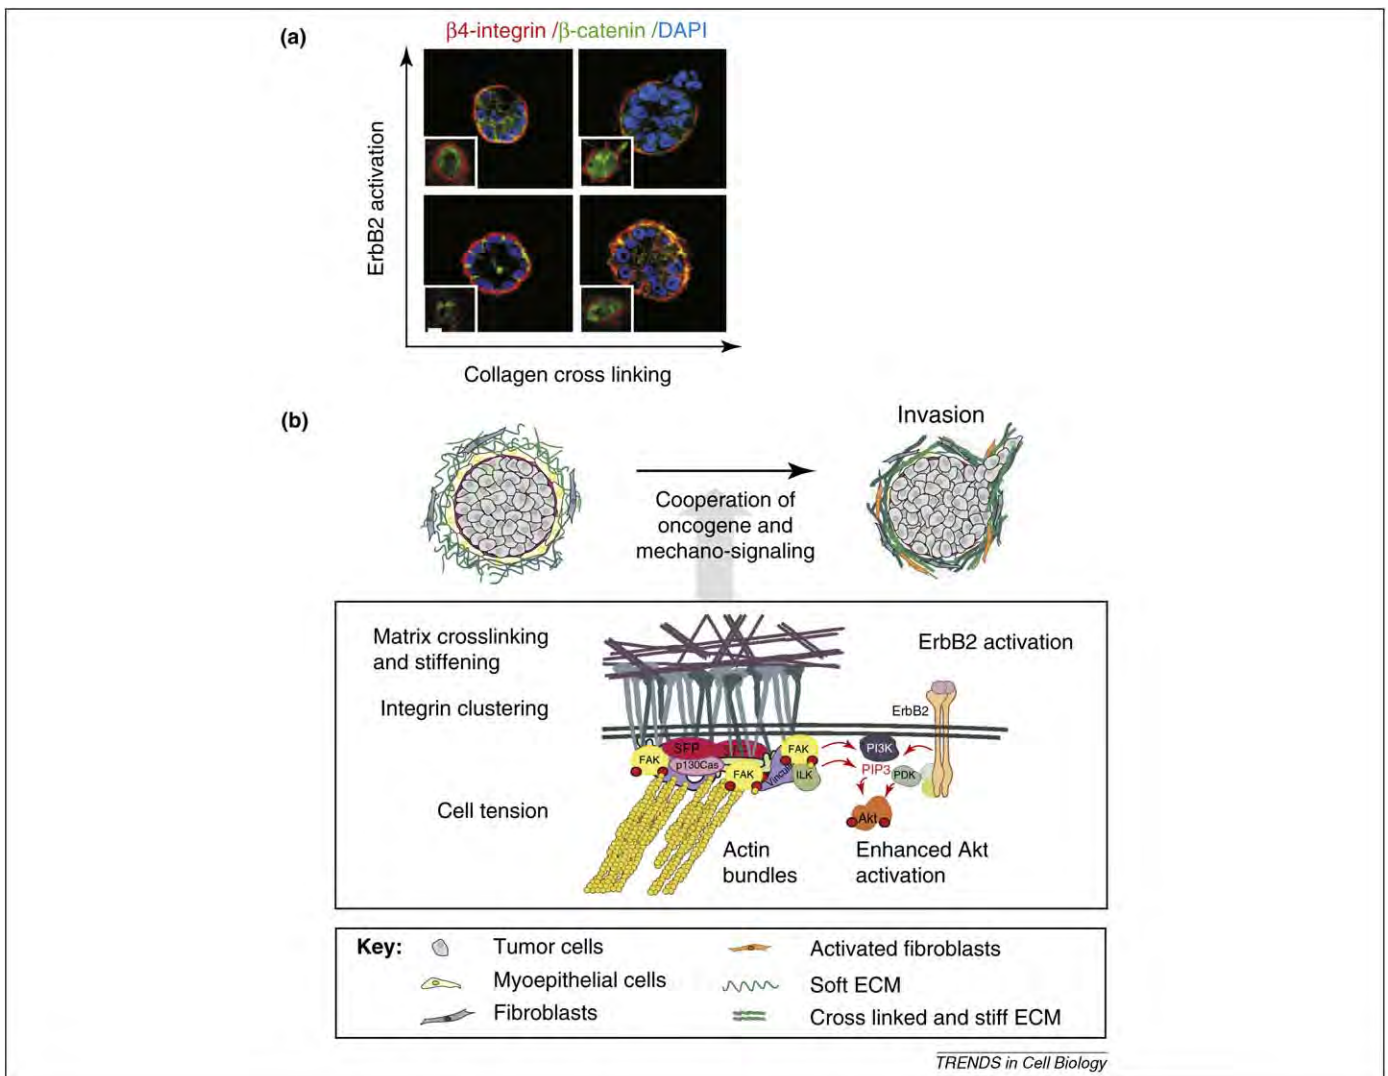 (a)
β4-integrin /β-catenin /DAPI
ErbB2 activation
Collagen cross linking
(b)
Invasion
Cooperation of
oncogene and
mechano-signaling
Matrix crosslinking
and stiffening
ErbB2 activation
Integrin clustering
ErbB2
SFP
FAK
PI3K
FAK
p130Cas
FAK
ILK
PIP3
PDK
Cell tension
Akt
Actin
bundles
Enhanced Akt
activation
Key:
Tumor cells
Activated fibroblasts
Myoepithelial cells
Soft ECM
Fibroblasts
Cross linked and stiff ECM
TRENDS in Cell Biology